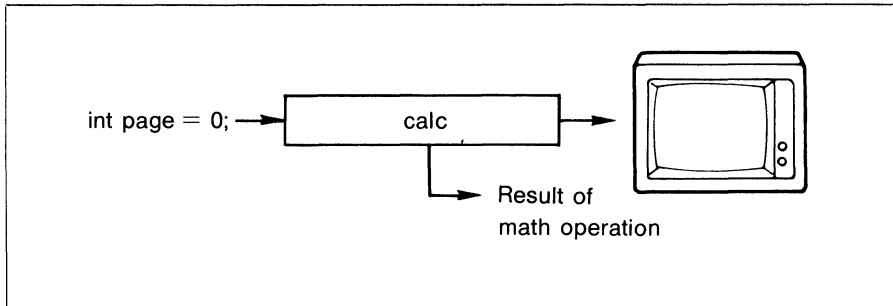 int page = 0;
calc
Result of
math operation